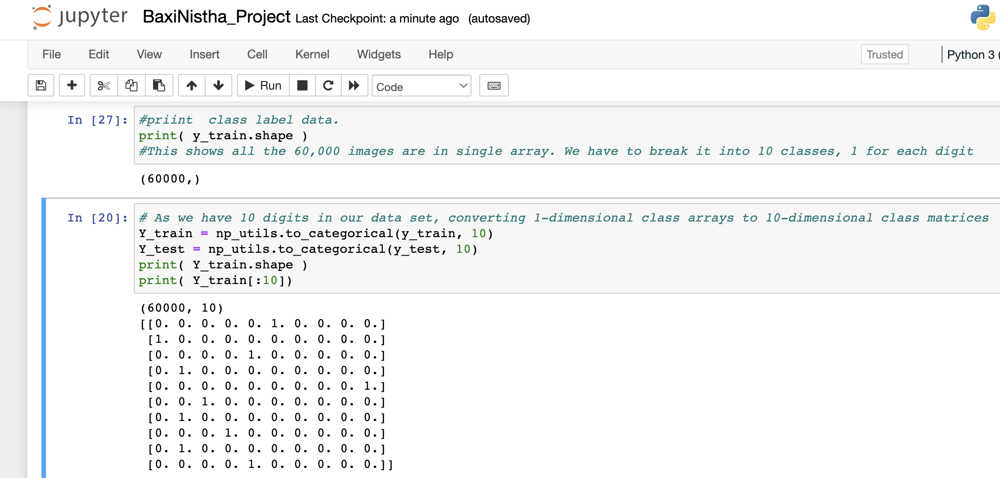 jupyter BaxiNistha_Project Last Checkpoint: a minute ago (autosaved)
File Edit View Insert Cell Kernel Widgets Help Trusted Python 3 (
Run Code
In [27]: #priint  class label data.
print( y_train.shape )
#This shows all the 60,000 images are in single array. We have to break it into 10 classes, 1 for each digit
(60000,)
In [20]: # As we have 10 digits in our data set, converting 1-dimensional class arrays to 10-dimensional class matrices
Y_train = np_utils.to_categorical(y_train, 10)
Y_test = np_utils.to_categorical(y_test, 10)
print( Y_train.shape )
print( Y_train[:10])
(60000, 10)
[[0. 0. 0. 0. 0. 1. 0. 0. 0. 0.]
[1. 0. 0. 0. 0. 0. 0. 0. 0. 0.]
[0. 0. 0. 0. 1. 0. 0. 0. 0. 0.]
[0. 1. 0. 0. 0. 0. 0. 0. 0. 0.]
[0. 0. 0. 0. 0. 0. 0. 0. 0. 1.]
[0. 0. 1. 0. 0. 0. 0. 0. 0. 0.]
[0. 1. 0. 0. 0. 0. 0. 0. 0. 0.]
[0. 0. 0. 1. 0. 0. 0. 0. 0. 0.]
[0. 1. 0. 0. 0. 0. 0. 0. 0. 0.]
[0. 0. 0. 0. 1. 0. 0. 0. 0. 0.]]